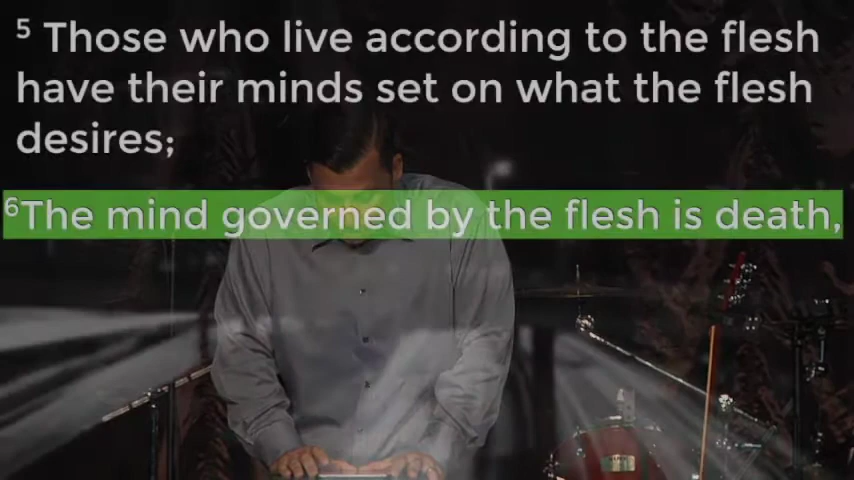 5 Those who live according to the flesh
have their minds set on what the flesh
desires;
6The mind governed by the flesh is death,